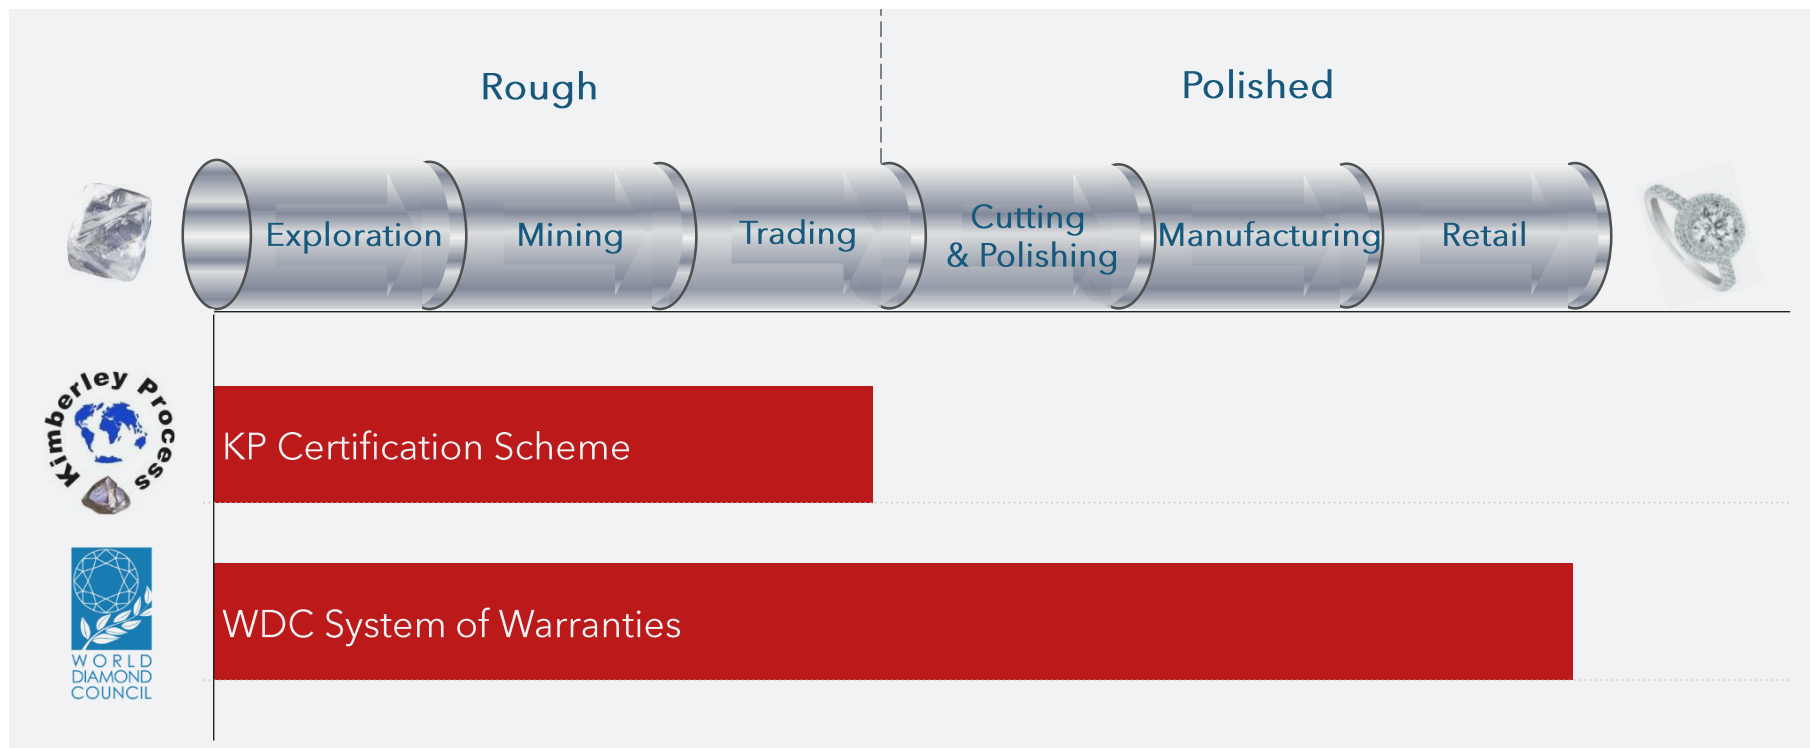 Rough
Polished
Exploration
Mining
Trading
Cutting
& Polishing
Manufacturing
Retail
Kimberley Process
KP Certification Scheme
WDC System of Warranties
WORLD
DIAMOND
COUNCIL